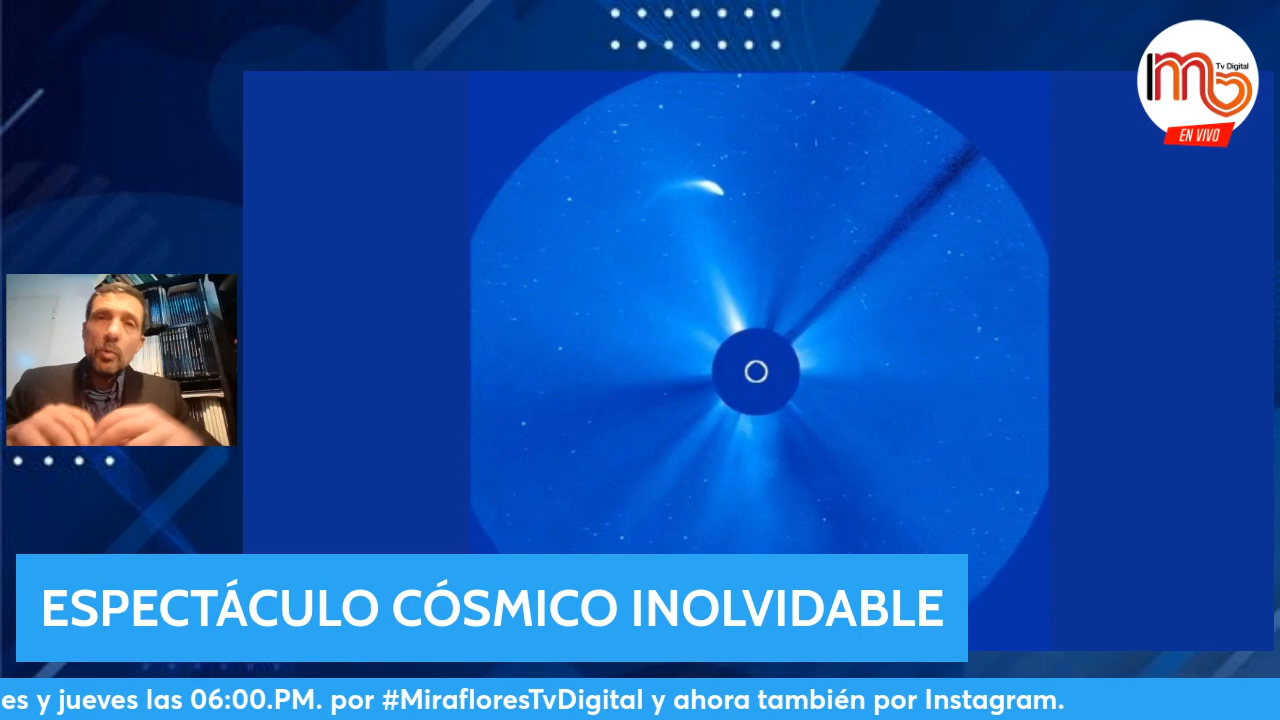 Tv Digital
EN VIVO
ESPECTÁCULO CÓSMICO INOLVIDABLE
es y jueves las 06:00.PM. por #MirafloresTvDigital y ahora también por Instagram.